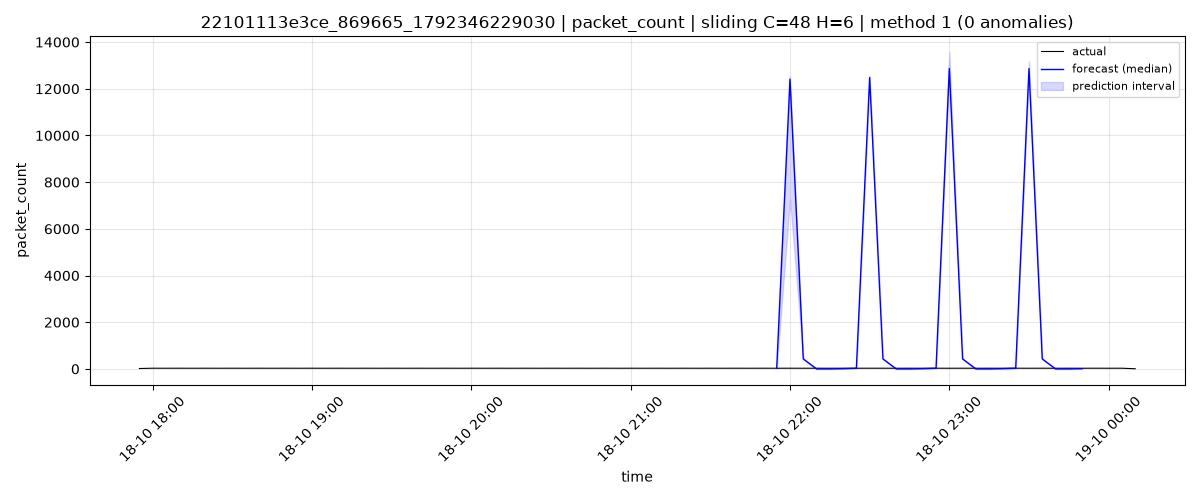 22101113e3ce_869665_1792346229030 | packet_count | sliding C=48 H=6 | method 1 (0 anomalies)
actual
forecast (median)
prediction interval
packet_count
14000
12000
10000
8000
6000
4000
2000
0
18-10 18:00
18-10 19:00
18-10 20:00
18-10 21:00
18-10 22:00
18-10 23:00
19-10 00:00
time